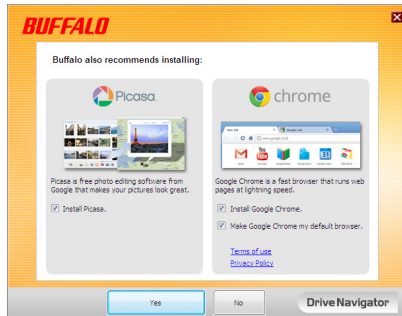 BUFFALO
Buffalo also recommends installing:
Picasa.
Picasa is free photo editing software from
Google that makes your pictures look great.
Install Picasa.
chrome
Google Chrome is a fast browser that runs web
pages at lightning speed.
Install Google Chrome.
Make Google Chrome my default browser.
Terms of use
Privacy Policy
Yes
No
Drive Navigator